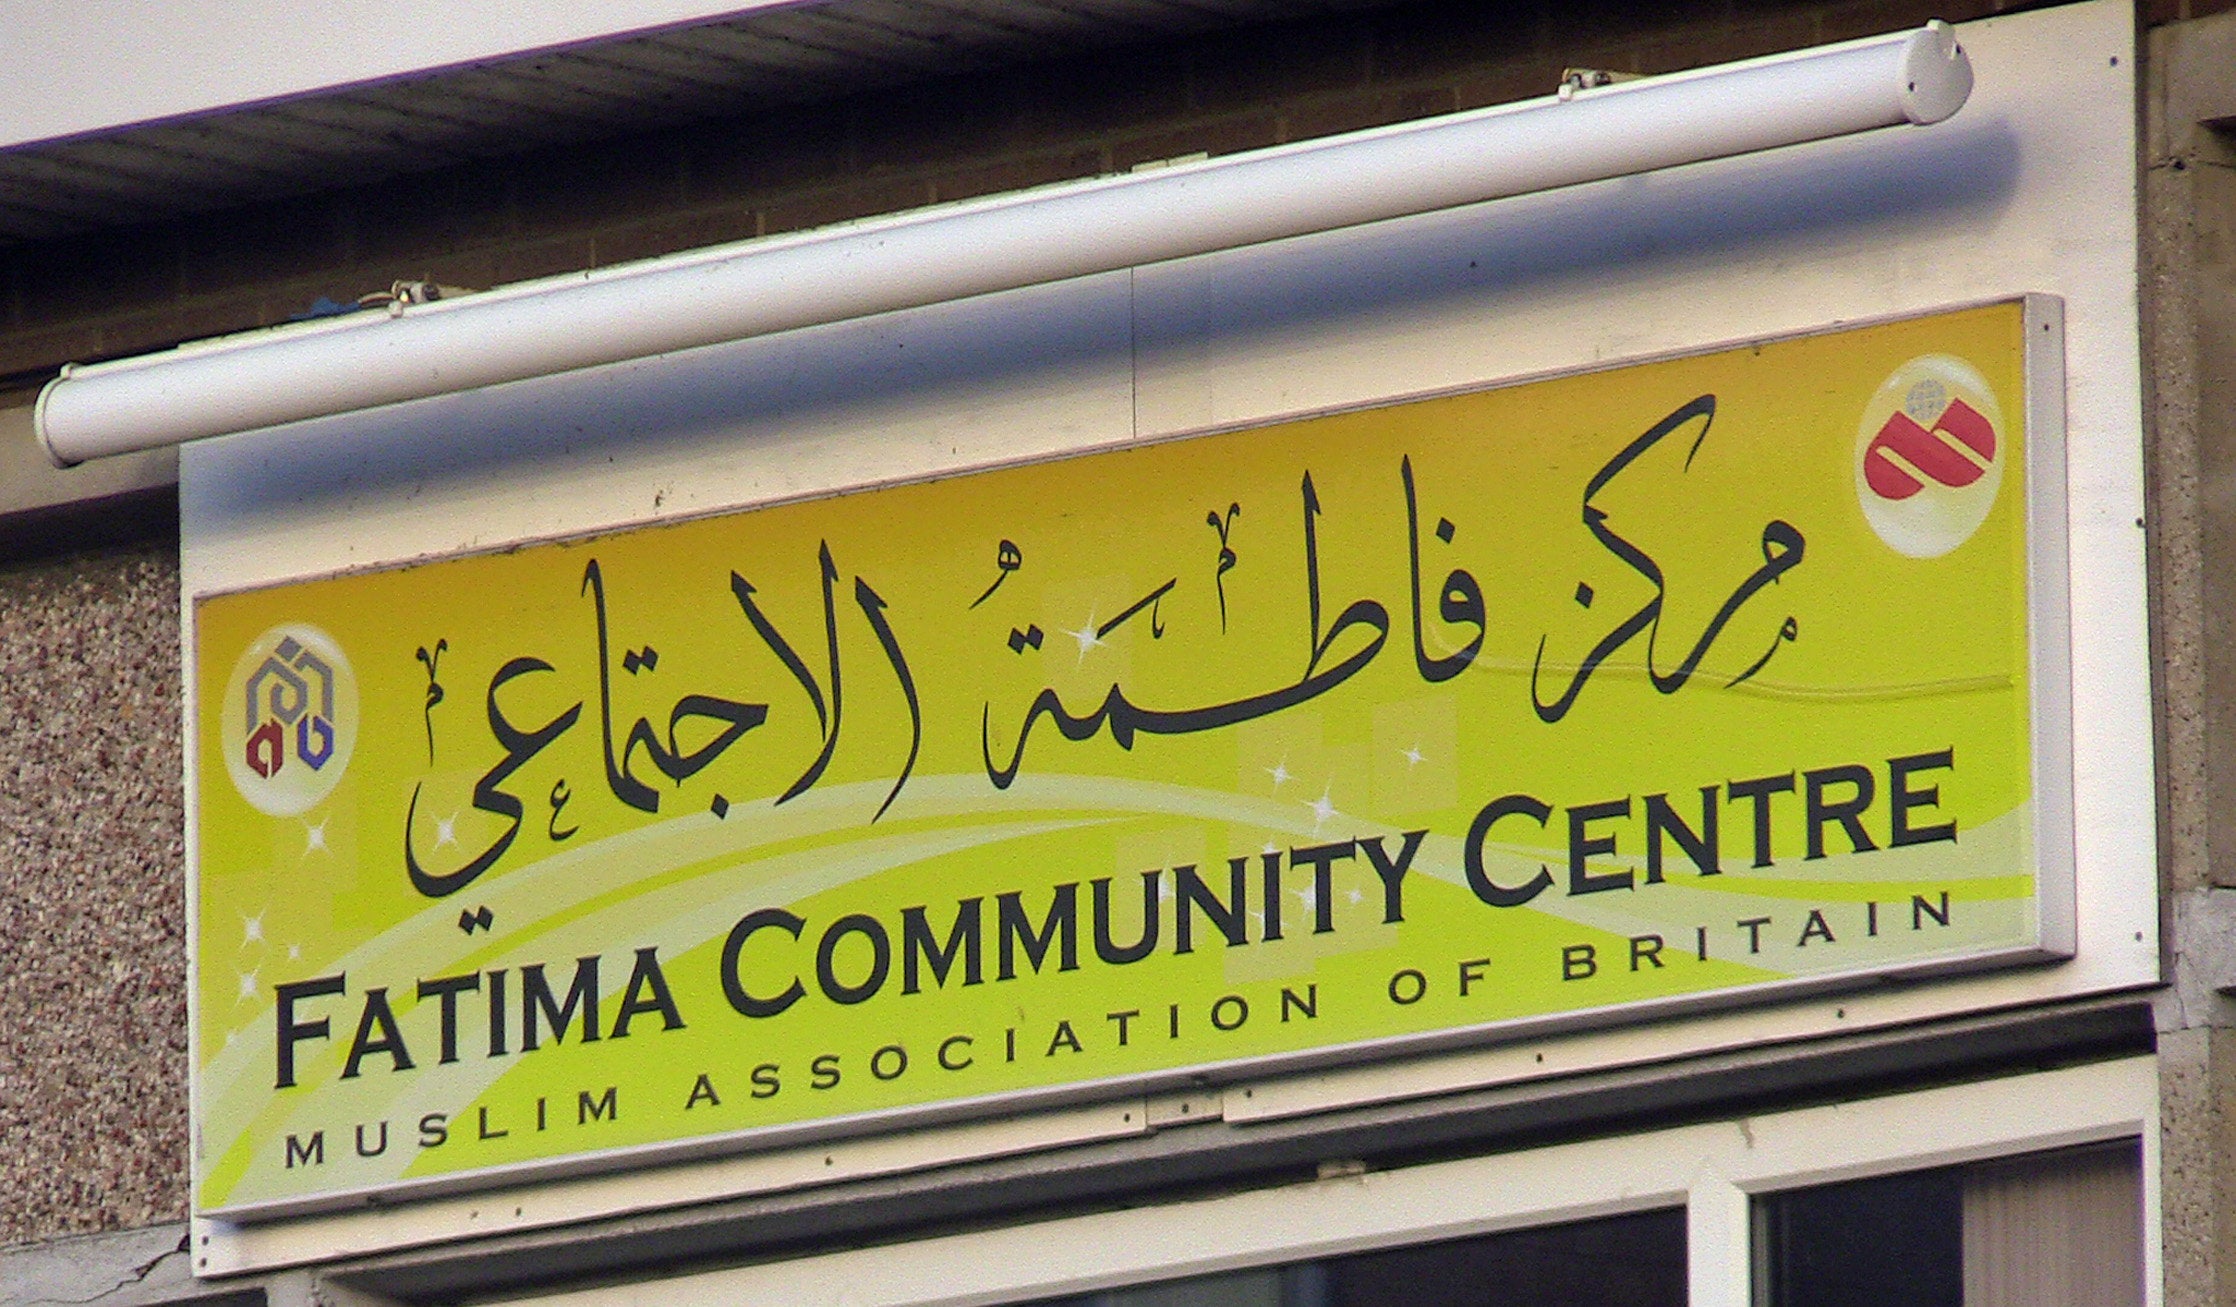 مركز فاطمة الاجتماعي
FATIMA COMMUNITY CENTRE
MUSLIM ASSOCIATION OF BRITAIN